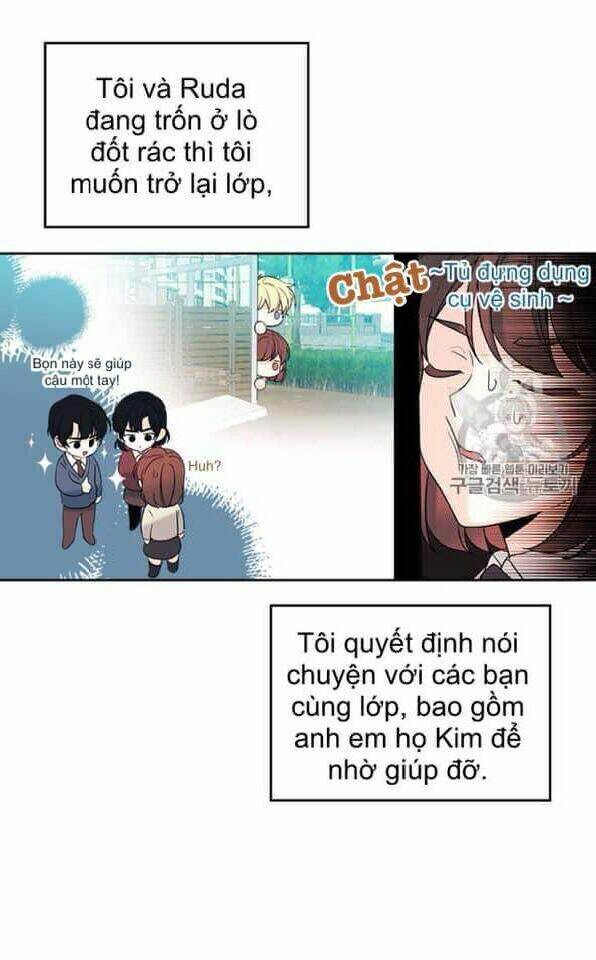 Tôi và Ruda
đang trốn ở lò
đốt rác thì tôi
muốn trở lại lớp,
Chật
~Tủ đựng dụng
cụ vệ sinh ~
Bọn này sẽ giúp
cậu một tay!
Huh?
가장 빠른 웹툰 미리보기
구글검색 뉴토끼
Tôi quyết định nói
chuyện với các bạn
cùng lớp, bao gồm
anh em họ Kim để
nhờ giúp đỡ.